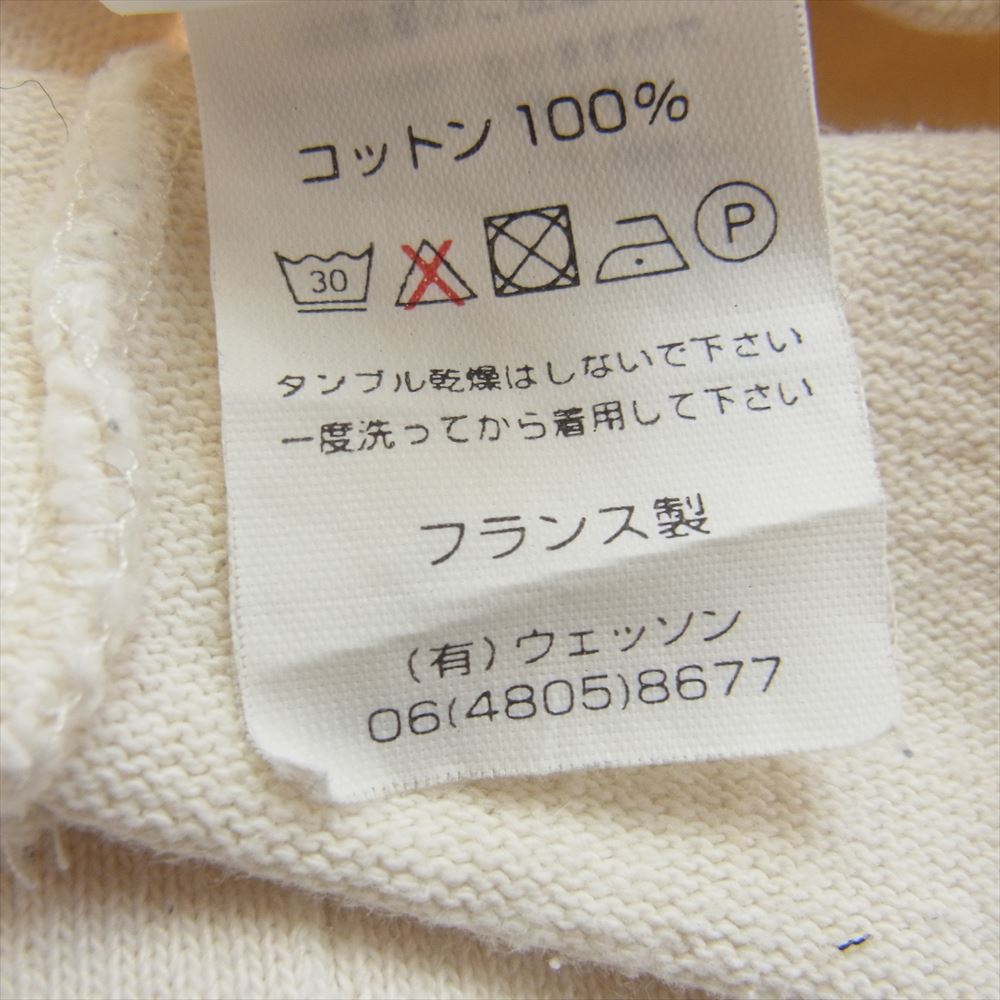 コットン 100%
30 P
タンブル乾燥はしないで下さい
一度洗ってから着用して下さい
フランス製
(有)ウェッソン
06(4805)8677